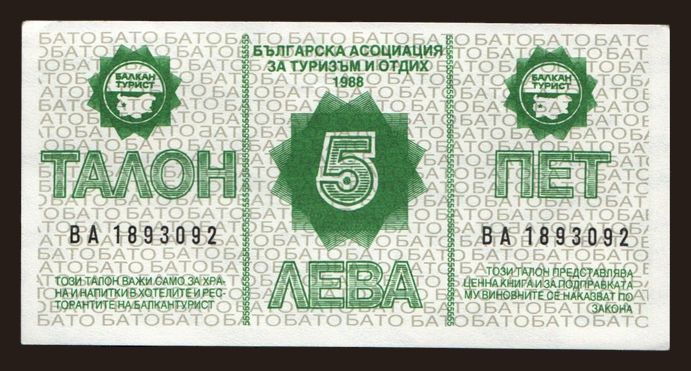 БЪЛГАРСКА АСОЦИАЦИЯ
ЗА ТУРИЗЪМ И ОТДИХ
1988
БАЛКАН
ТУРИСТ
БАЛКАН
ТУРИСТ
ТАЛОН
5
ПЕТ
ВА 1893092
ВА 1893092
ЛЕВА
ТОЗИ ТАЛОН ВАЖИ САМО ЗА ХРА-
НА И НАПИТКИ В ХОТЕЛИТЕ И РЕС-
ТОРАНТИТЕ НА БАЛКАНТУРИСТ
ТОЗИ ТАЛОН ПРЕДСТАВЛЯВА
ЦЕННА КНИГА И ЗА ПОДПРАВКАТА
МУ ВИНОВНИТЕ СЕ НАКАЗВАТ ПО
ЗАКОНА